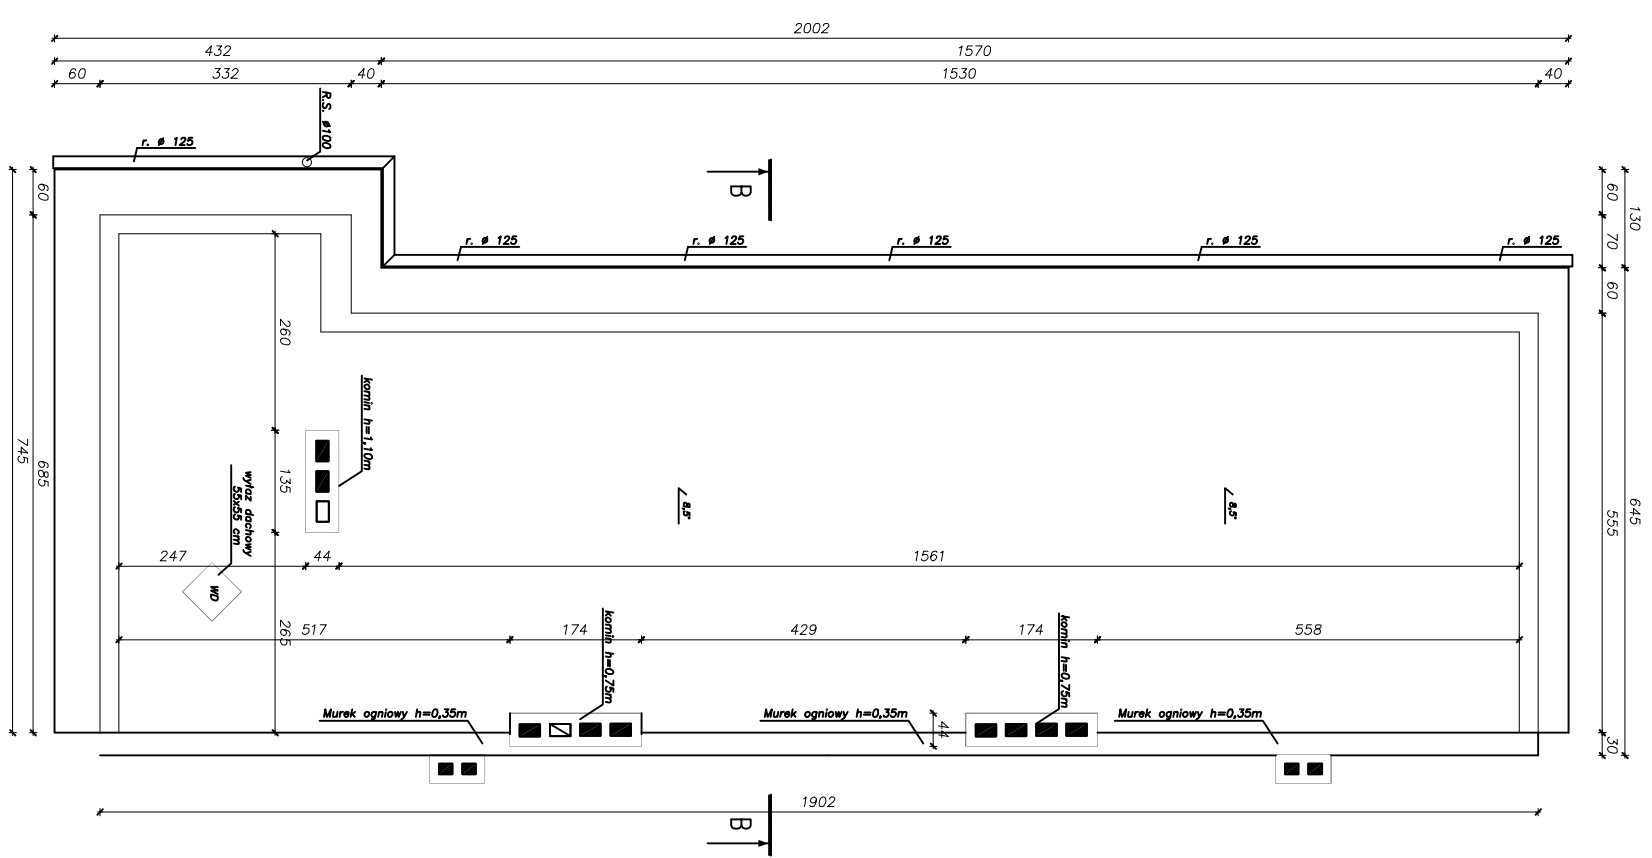 2002
432
1570
60
332
40
1530
40
R.S. ø100
r. ø 125
B
r. ø 125
r. ø 125
r. ø 125
r. ø 125
r. ø 125
60
685
745
60
70
60
130
555
645
30
260
135
265
komin h=1,10m
wyłaz dachowy
55x55 cm
WD
8,5°
8,5°
247
44
1561
517
174
429
174
558
komin h=0,75m
komin h=0,75m
Murek ogniowy h=0,35m
Murek ogniowy h=0,35m
44
Murek ogniowy h=0,35m
1902
B